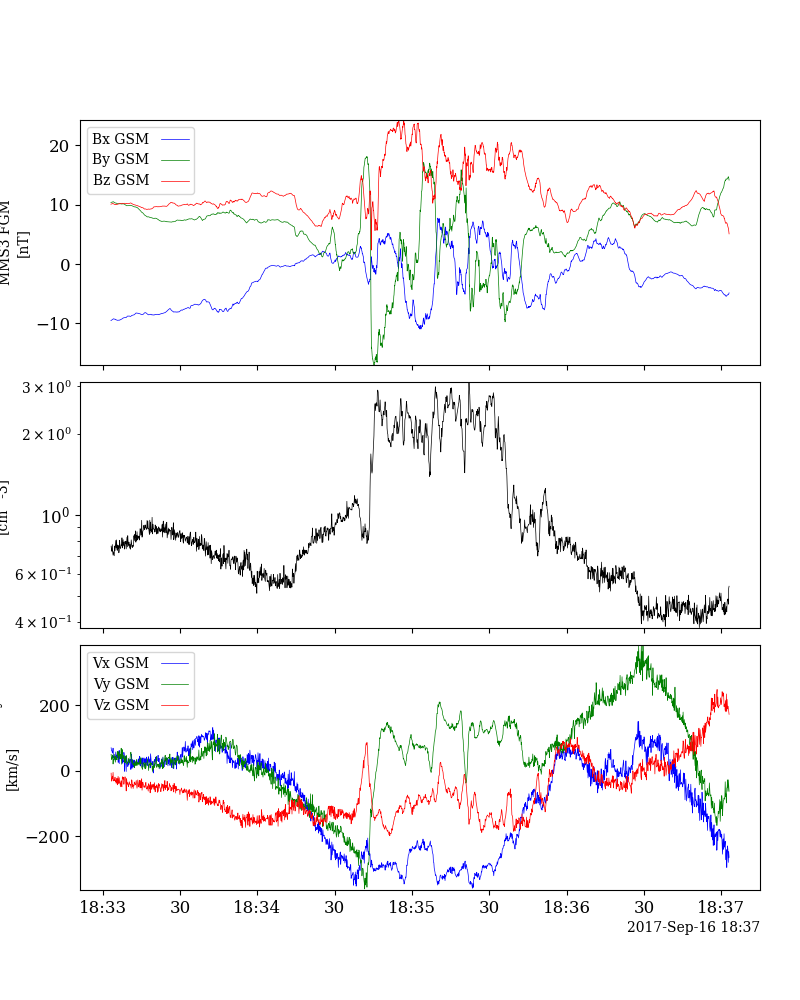 20
10
0
−10
MMS3 FGM
[nT]
Bx GSM
By GSM
Bz GSM
3 × 10⁰
2 × 10⁰
10⁰
6 × 10⁻¹
4 × 10⁻¹
[cm -3]
200
0
−200
[km/s]
Vx GSM
Vy GSM
Vz GSM
18:33 30 18:34 30 18:35 30 18:36 30 18:37
2017-Sep-16 18:37